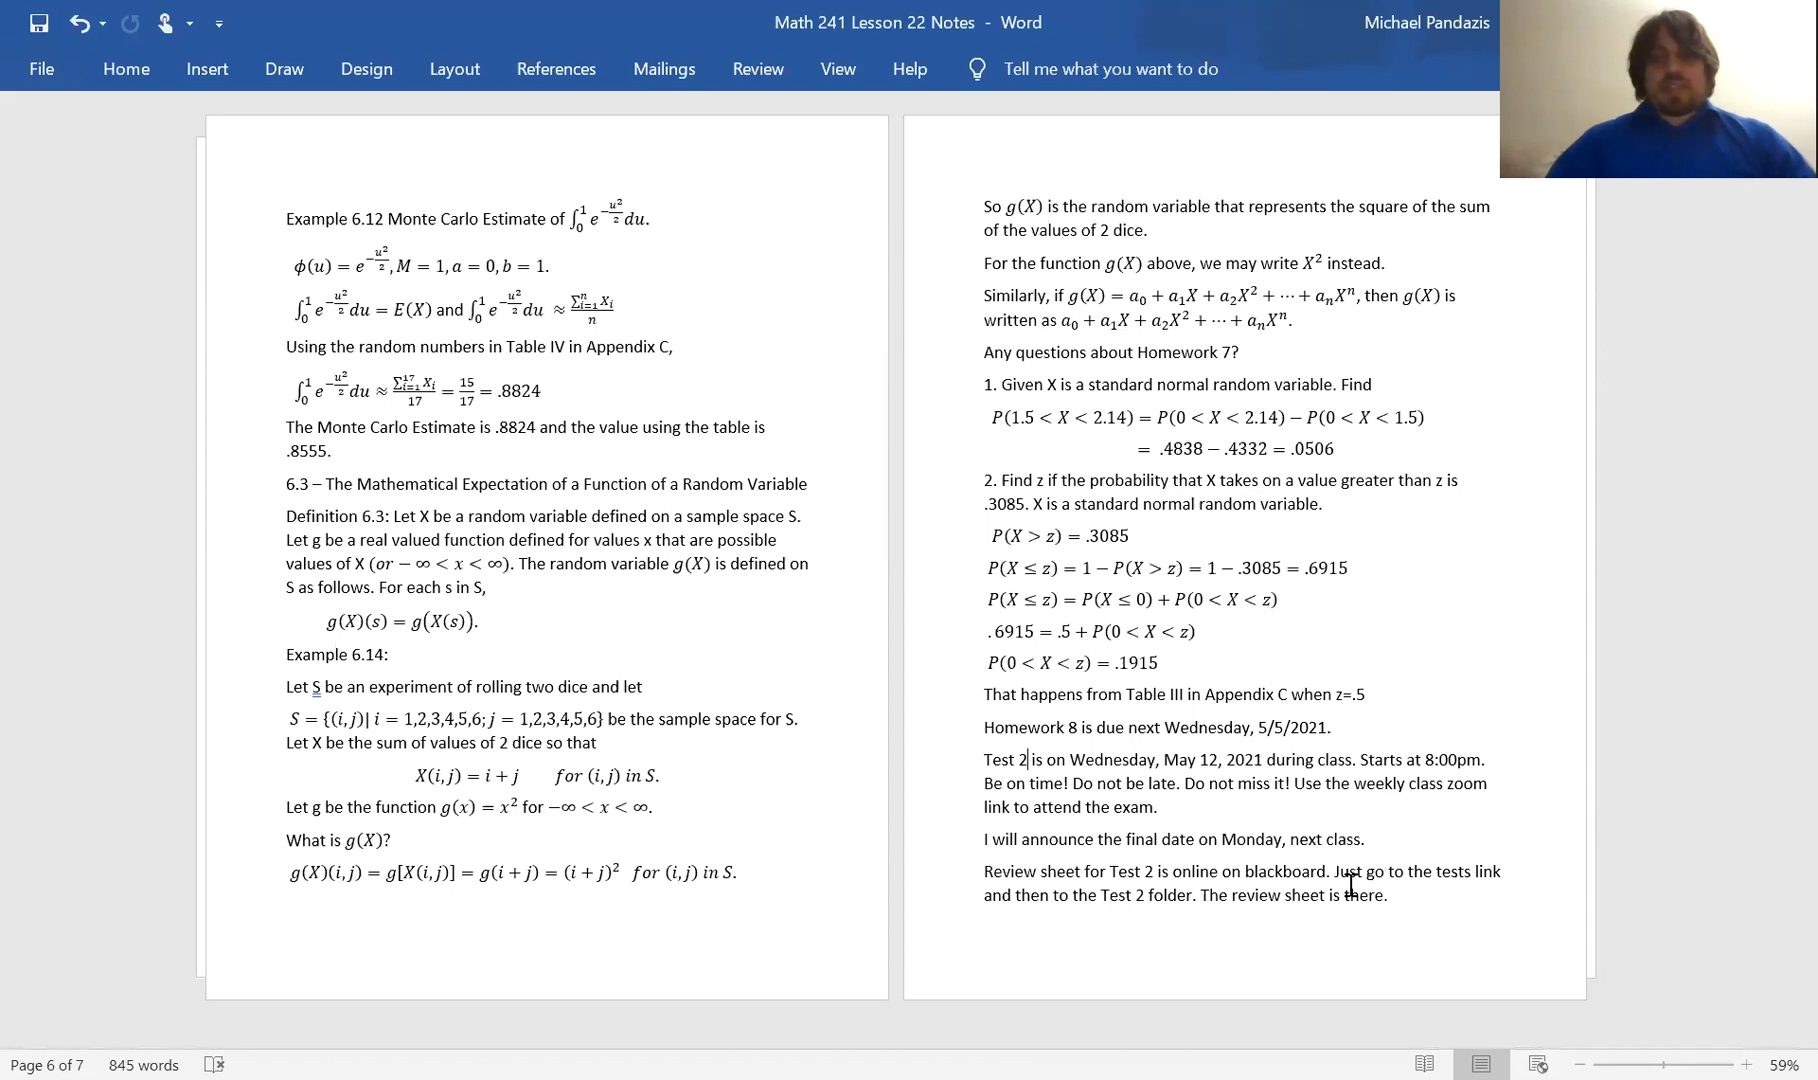 Math 241 Lesson 22 Notes - Word
Michael Pandazis
File Home Insert Draw Design Layout References Mailings Review View Help Tell me what you want to do
Example 6.12 Monte Carlo Estimate of ∫₀¹ e^(−u²/2) du.
ϕ(u) = e^(−u²/2), M = 1, a = 0, b = 1.
∫₀¹ e^(−u²/2) du = E(X) and ∫₀¹ e^(−u²/2) du ≈ (∑ᵢ₌₁ⁿ Xᵢ)/n
Using the random numbers in Table IV in Appendix C,
∫₀¹ e^(−u²/2) du ≈ (∑ᵢ₌₁¹⁷ Xᵢ)/17 = 15/17 = .8824
The Monte Carlo Estimate is .8824 and the value using the table is
.8555.
6.3 – The Mathematical Expectation of a Function of a Random Variable
Definition 6.3: Let X be a random variable defined on a sample space S.
Let g be a real valued function defined for values x that are possible
values of X (or − ∞ < x < ∞). The random variable g(X) is defined on
S as follows. For each s in S,
g(X)(s) = g(X(s)).
Example 6.14:
Let S be an experiment of rolling two dice and let
S = {(i, j)| i = 1,2,3,4,5,6; j = 1,2,3,4,5,6} be the sample space for S.
Let X be the sum of values of 2 dice so that
X(i, j) = i + j for (i, j) in S.
Let g be the function g(x) = x² for −∞ < x < ∞.
What is g(X)?
g(X)(i, j) = g[X(i, j)] = g(i + j) = (i + j)² for (i, j) in S.
So g(X) is the random variable that represents the square of the sum
of the values of 2 dice.
For the function g(X) above, we may write X² instead.
Similarly, if g(X) = a₀ + a₁X + a₂X² + ⋯ + aₙXⁿ, then g(X) is
written as a₀ + a₁X + a₂X² + ⋯ + aₙXⁿ.
Any questions about Homework 7?
1. Given X is a standard normal random variable. Find
P(1.5 < X < 2.14) = P(0 < X < 2.14) − P(0 < X < 1.5)
= .4838 − .4332 = .0506
2. Find z if the probability that X takes on a value greater than z is
.3085. X is a standard normal random variable.
P(X > z) = .3085
P(X ≤ z) = 1 − P(X > z) = 1 − .3085 = .6915
P(X ≤ z) = P(X ≤ 0) + P(0 < X < z)
.6915 = .5 + P(0 < X < z)
P(0 < X < z) = .1915
That happens from Table III in Appendix C when z=.5
Homework 8 is due next Wednesday, 5/5/2021.
Test 2 is on Wednesday, May 12, 2021 during class. Starts at 8:00pm.
Be on time! Do not be late. Do not miss it! Use the weekly class zoom
link to attend the exam.
I will announce the final date on Monday, next class.
Review sheet for Test 2 is online on blackboard. Just go to the tests link
and then to the Test 2 folder. The review sheet is there.
Page 6 of 7 845 words 59%